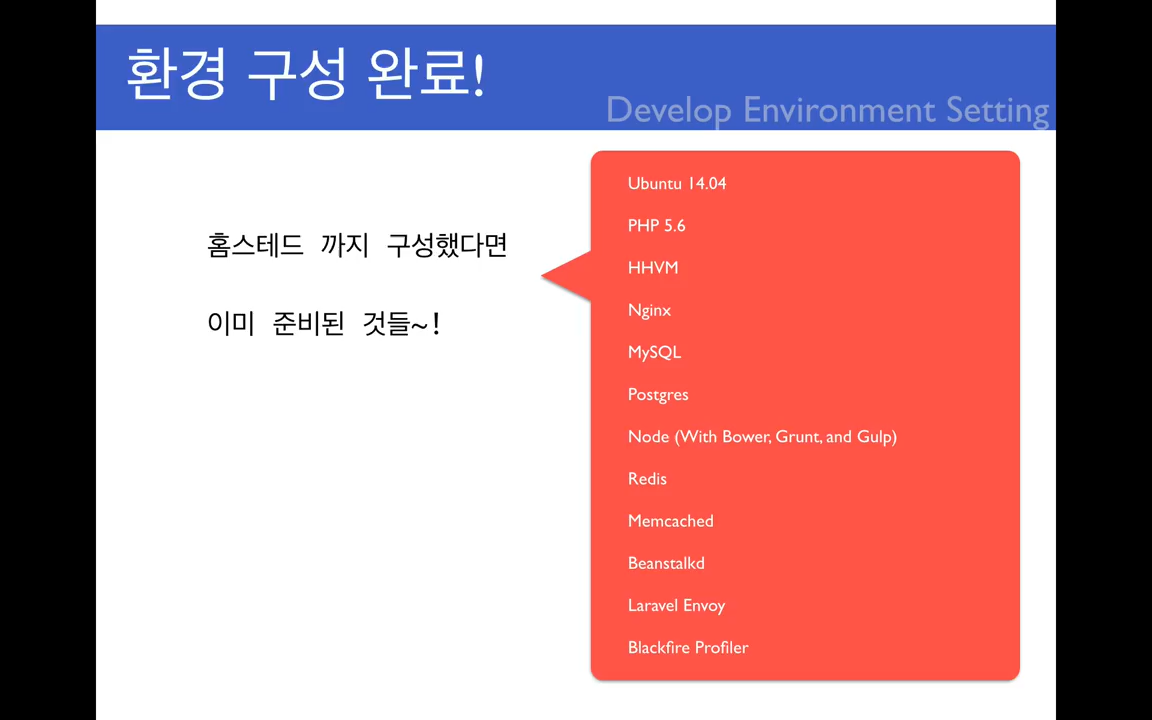 환경 구성 완료!
Develop Environment Setting
홈스테드 까지 구성했다면
이미 준비된 것들~!
Ubuntu 14.04
PHP 5.6
HHVM
Nginx
MySQL
Postgres
Node (With Bower, Grunt, and Gulp)
Redis
Memcached
Beanstalkd
Laravel Envoy
Blackfire Profiler